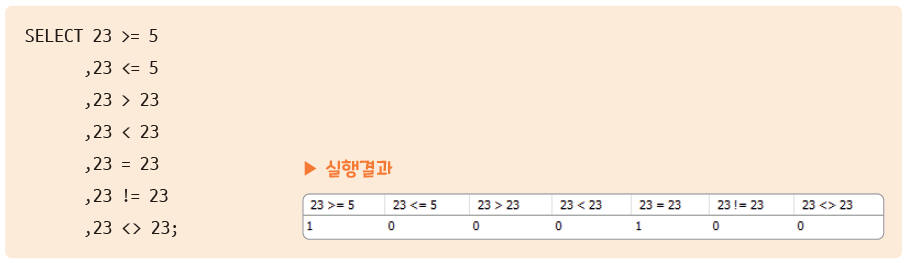 SELECT 23 >= 5
,23 <= 5
,23 > 23
,23 < 23
,23 = 23
,23 != 23
,23 <> 23;
▶ 실행결과
23 >= 5 23 <= 5 23 > 23 23 < 23 23 = 23 23 != 23 23 <> 23
1 0 0 0 1 0 0